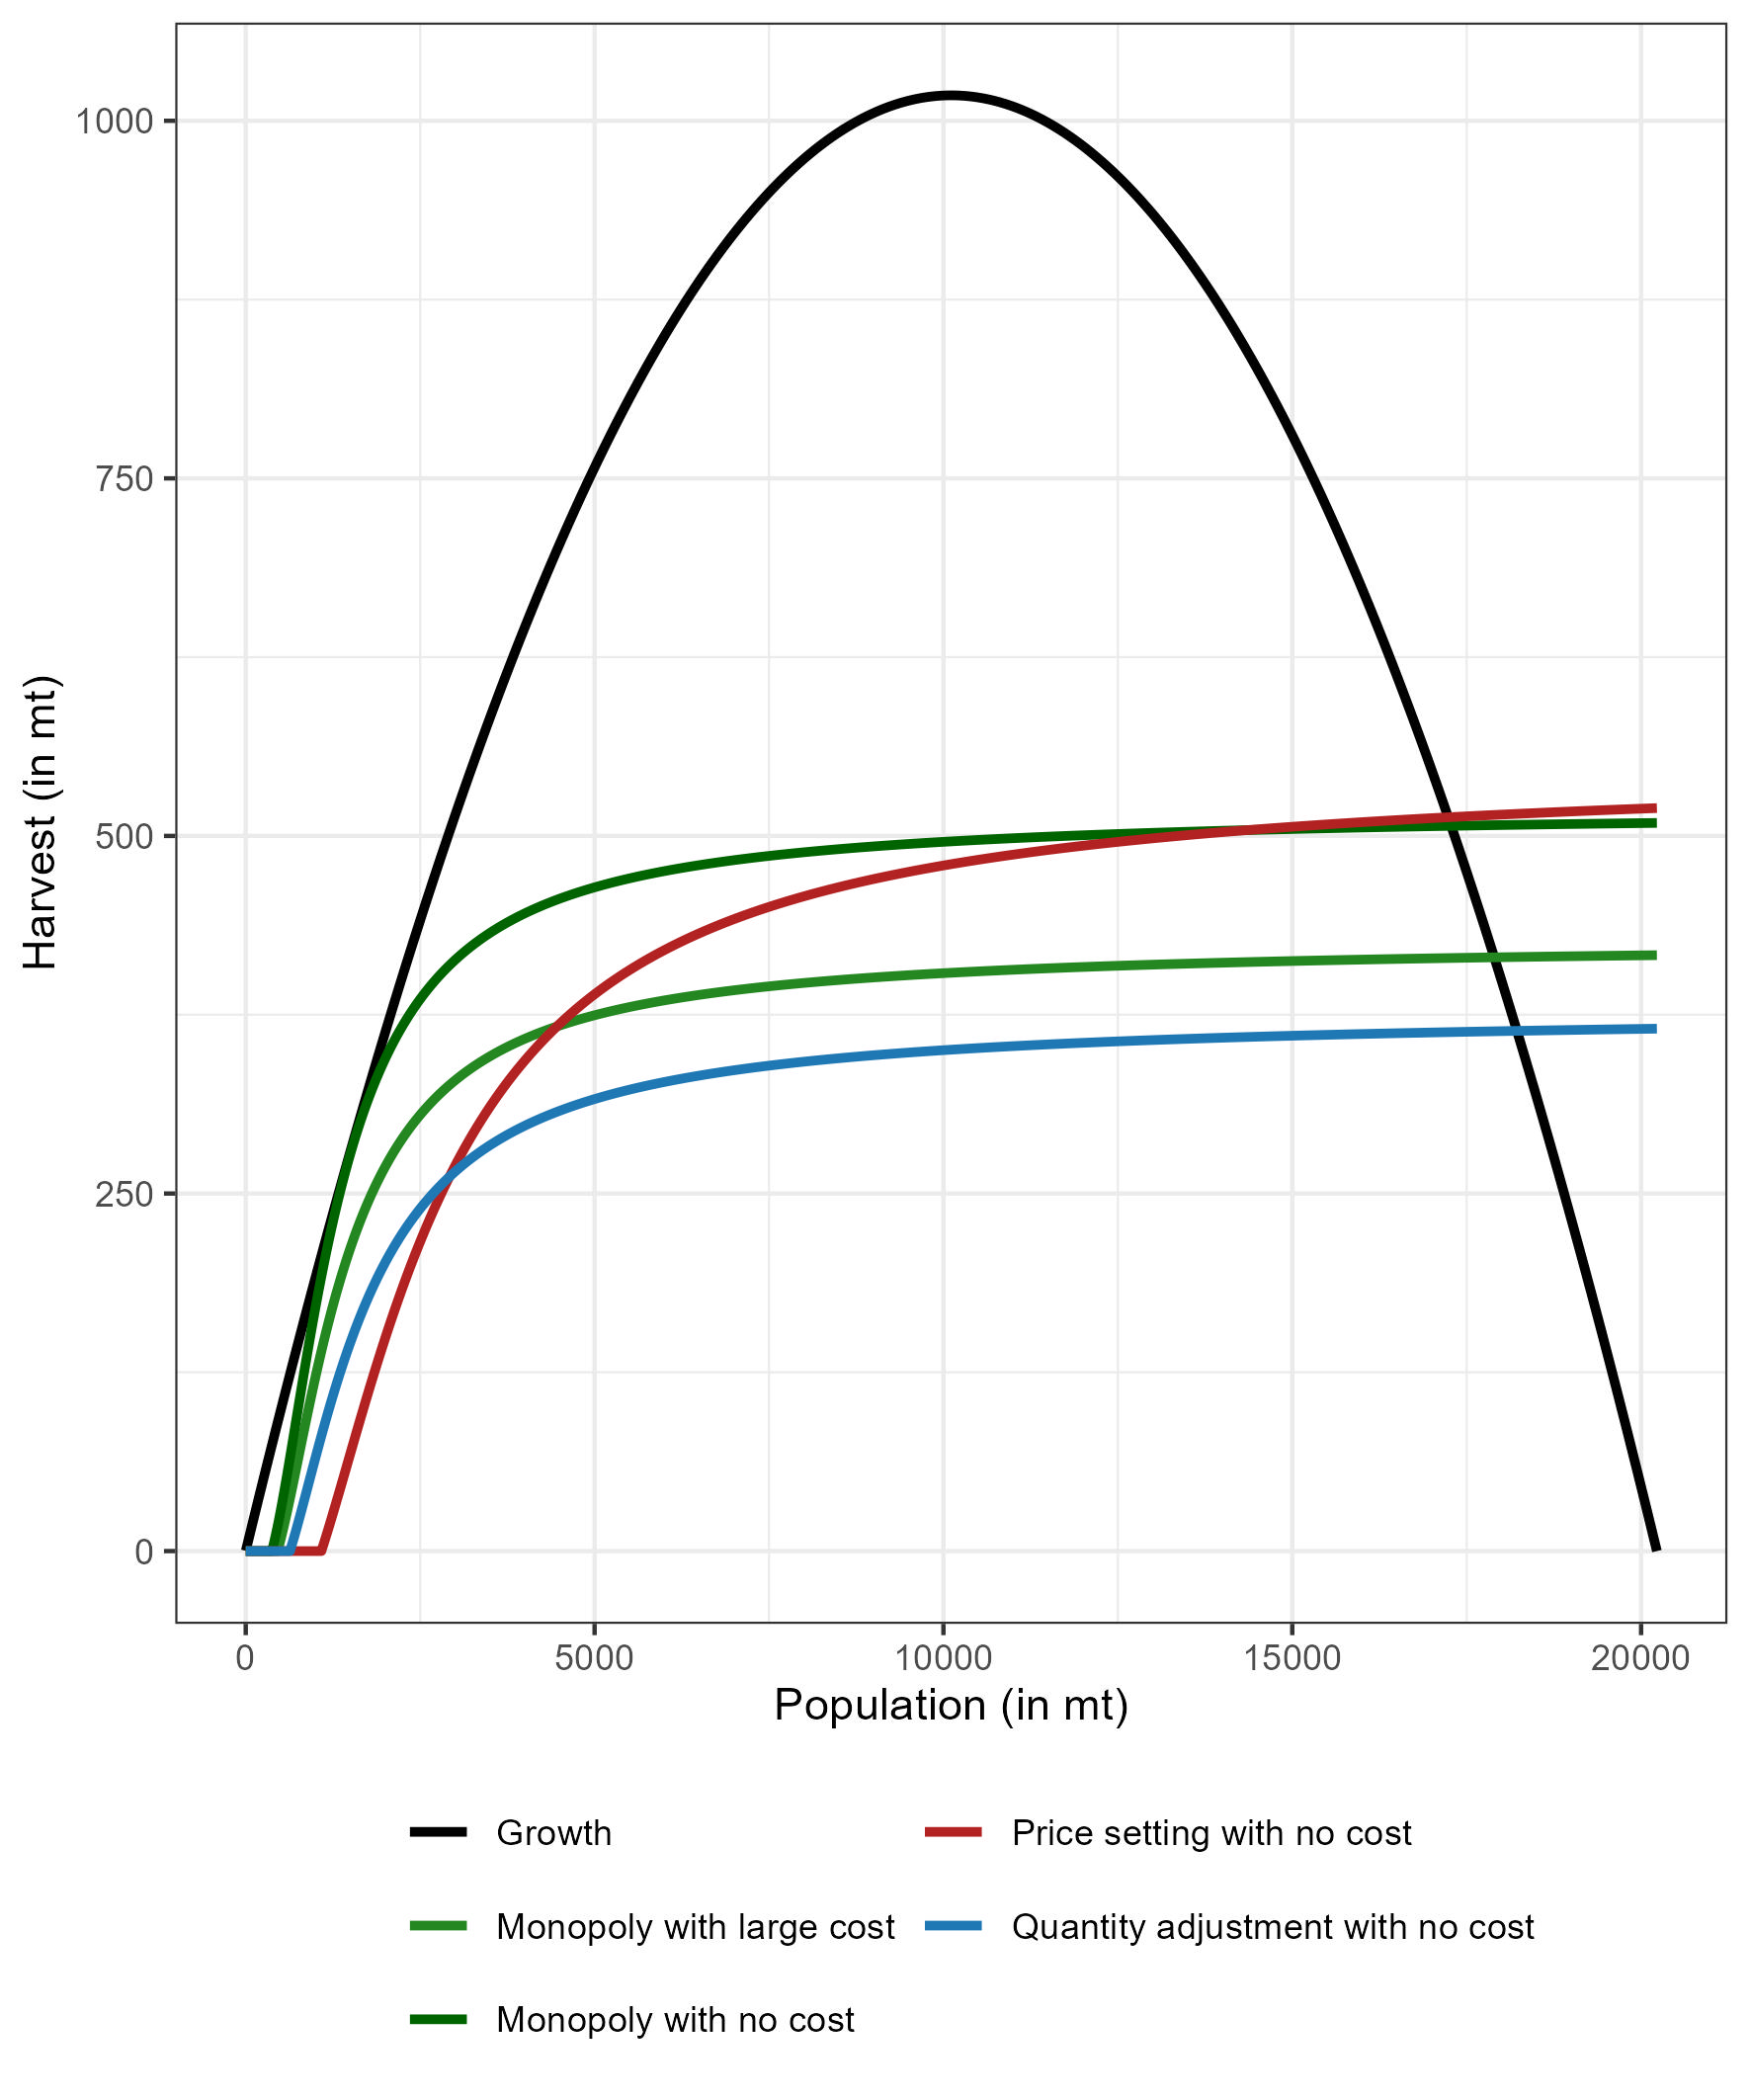 1000
750
500
250
0
Harvest (in mt)
0 5000 10000 15000 20000
Population (in mt)
Growth
Monopoly with large cost
Monopoly with no cost
Price setting with no cost
Quantity adjustment with no cost